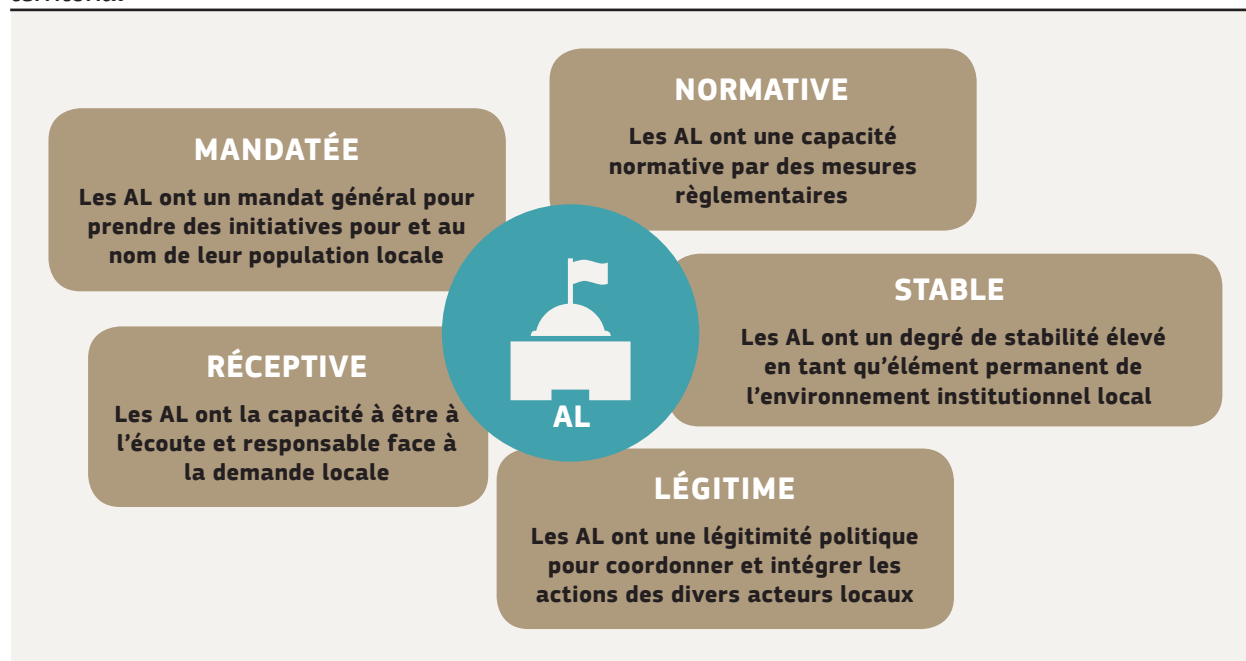 MANDATÉE
Les AL ont un mandat général pour
prendre des initiatives pour et au
nom de leur population locale
NORMATIVE
Les AL ont une capacité
normative par des mesures
règlementaires
STABLE
Les AL ont un degré de stabilité élevé
en tant qu’élément permanent de
l’environnement institutionnel local
RÉCEPTIVE
Les AL ont la capacité à être à
l’écoute et responsable face à
la demande locale
AL
LÉGITIME
Les AL ont une légitimité politique
pour coordonner et intégrer les
actions des divers acteurs locaux